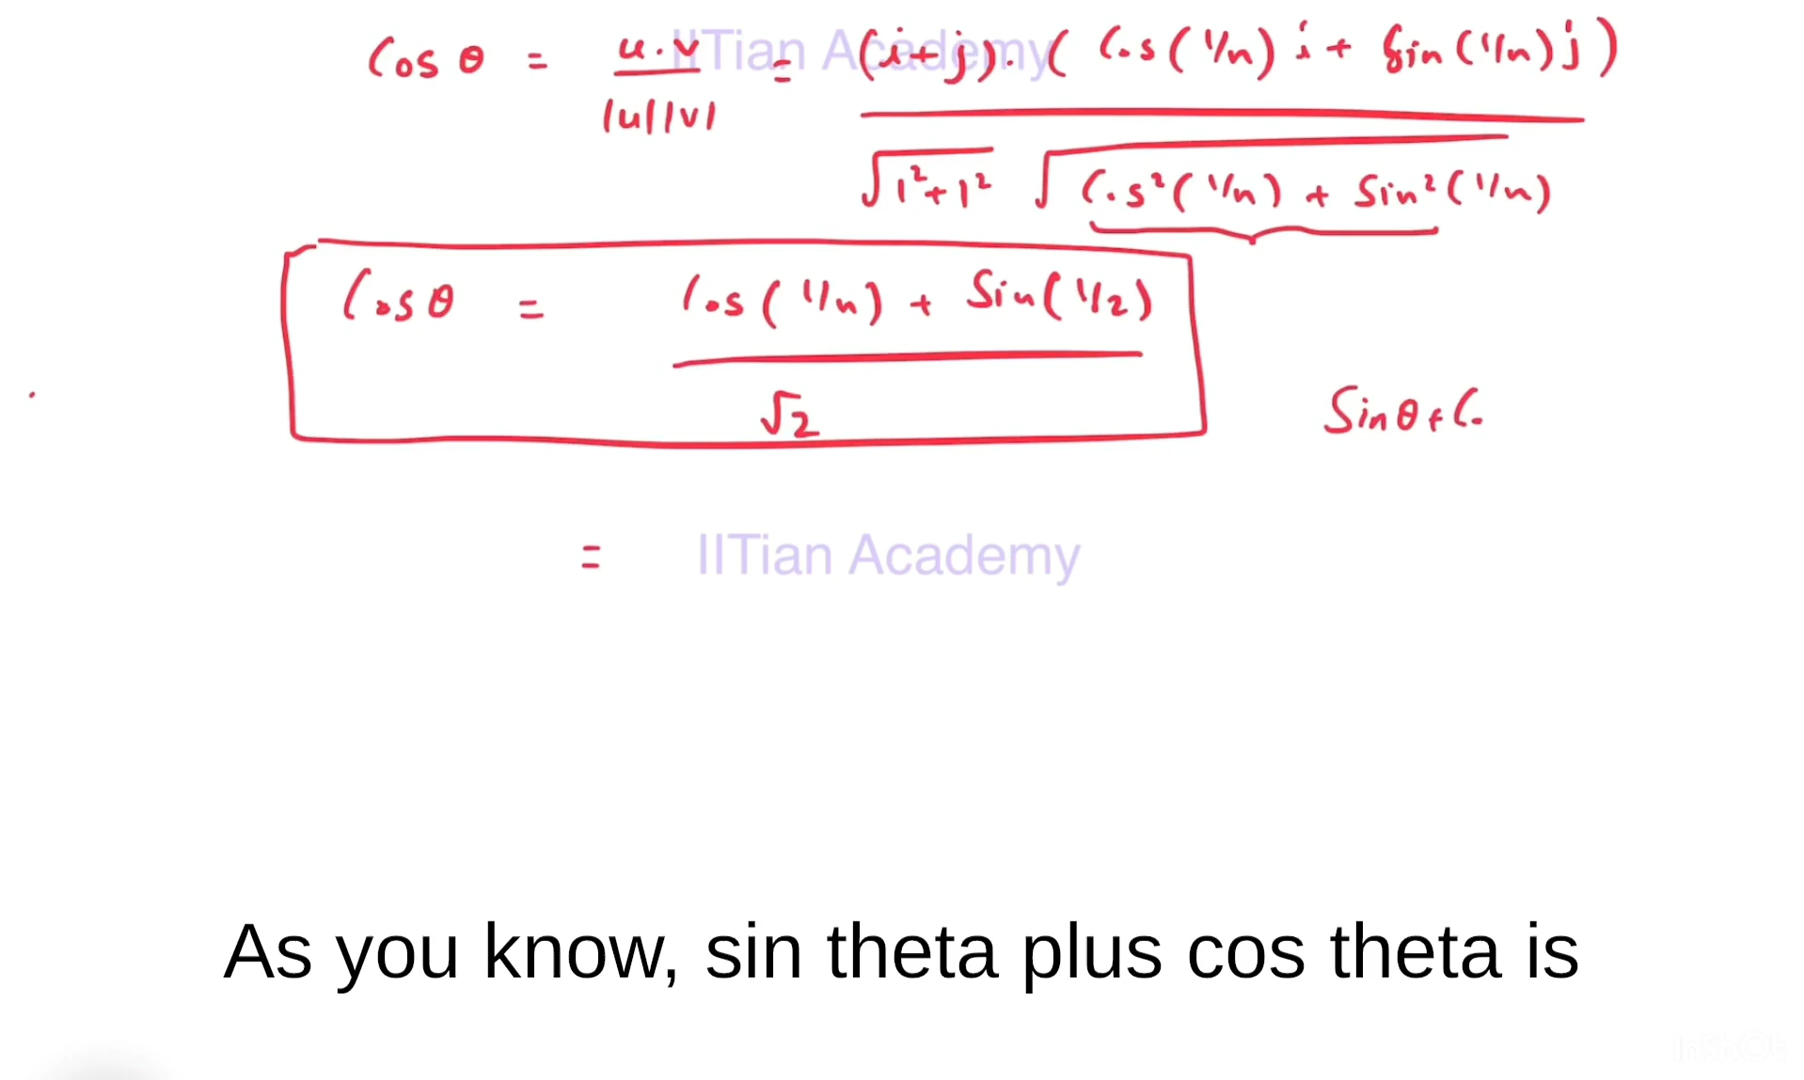 Cos θ = u.v / |u||v| = (i+j).( Cos(1/n) i + Sin(1/n) j ) / √1²+1² √Cos²(1/n) + Sin²(1/n)
IITian Academy
Cos θ = Cos(1/n) + Sin(1/2) / √2
Sin θ + C.
= IITian Academy
As you know, sin theta plus cos theta is